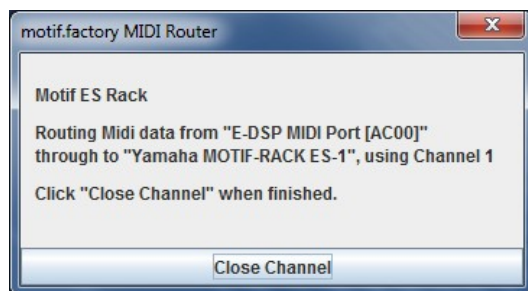 motif.factory MIDI Router
Motif ES Rack
Routing Midi data from "E-DSP MIDI Port [AC00]"
through to "Yamaha MOTIF-RACK ES-1", using Channel 1
Click "Close Channel" when finished.
Close Channel